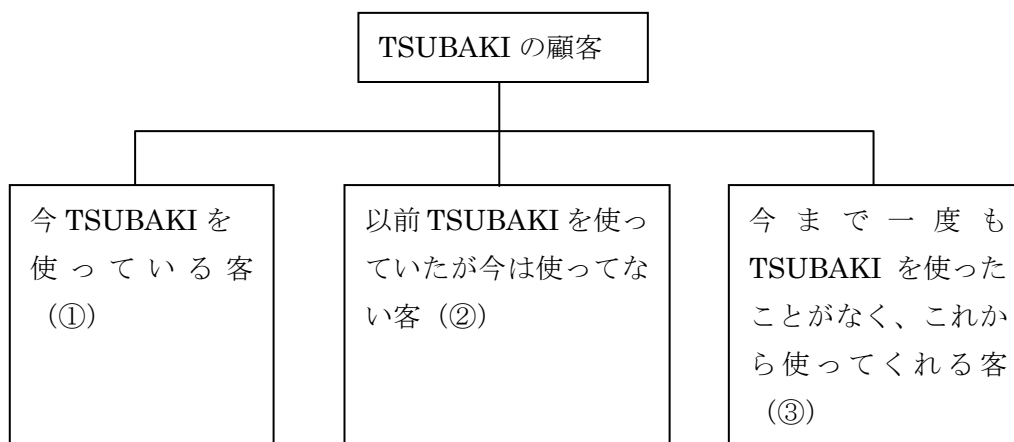 TSUBAKI の顧客
今 TSUBAKI を
使っている客
（①）
以前 TSUBAKI を使っ
ていたが今は使ってな
い客（②）
今まで一度も
TSUBAKI を使った
ことがなく、これか
ら使ってくれる客
（③）